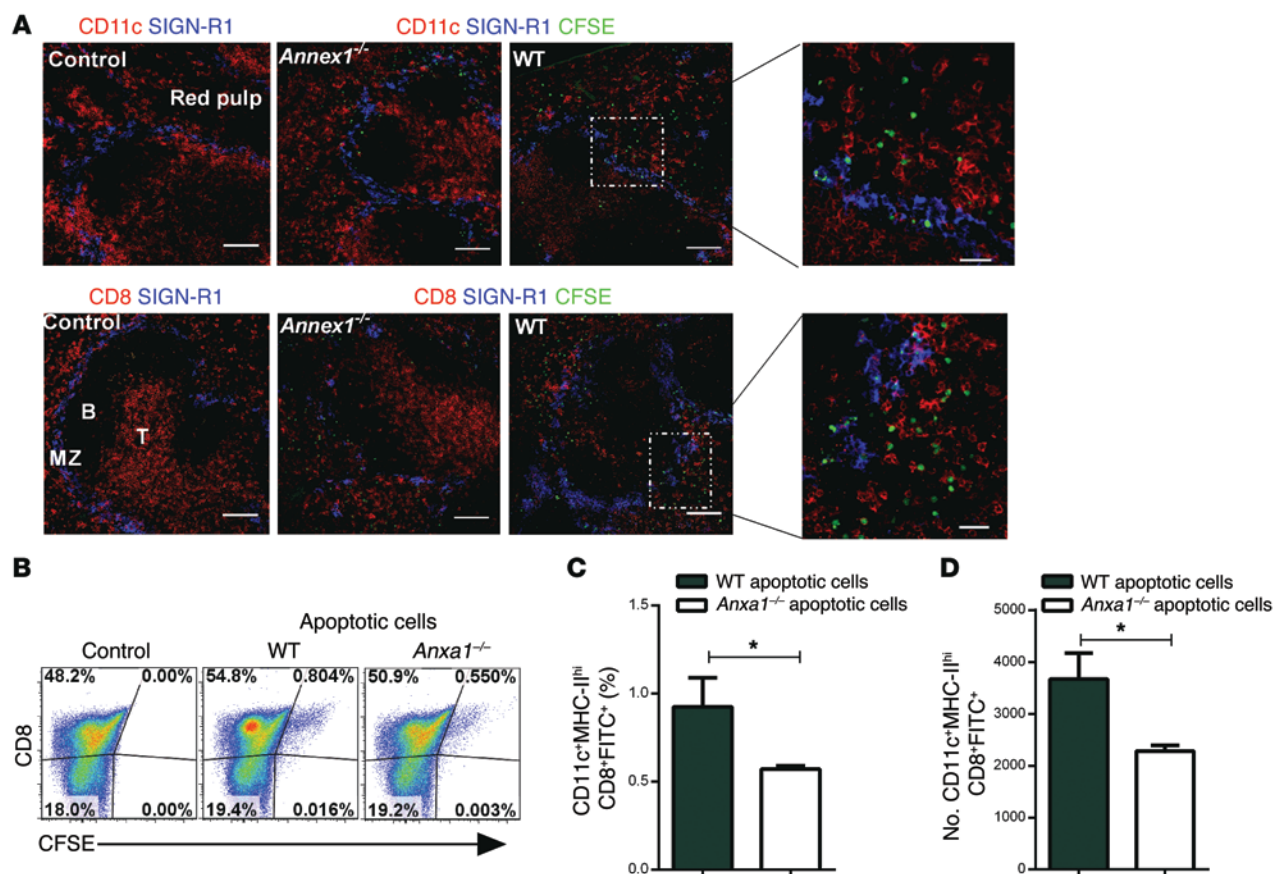 A
CD11c SIGN-R1
CD11c SIGN-R1 CFSE
Control
Red pulp
Annex1-/-
WT
CD8 SIGN-R1
CD8 SIGN-R1 CFSE
Control
B
T
MZ
Annex1-/-
WT
B
Apoptotic cells
Control
WT
Anxa1–/–
48.2% 0.00%
18.0% 0.00%
54.8% 0.804%
19.4% 0.016%
50.9% 0.550%
19.2% 0.003%
CD8
CFSE
C
WT apoptotic cells
Anxa1–/– apoptotic cells
CD11c+MHC-IIhi
CD8+FITC+ (%)
1.5
1.0
0.5
0.0
*
D
WT apoptotic cells
Anxa1–/– apoptotic cells
No. CD11c+MHC-IIhi
CD8+FITC+
5000
4000
3000
2000
1000
0
*